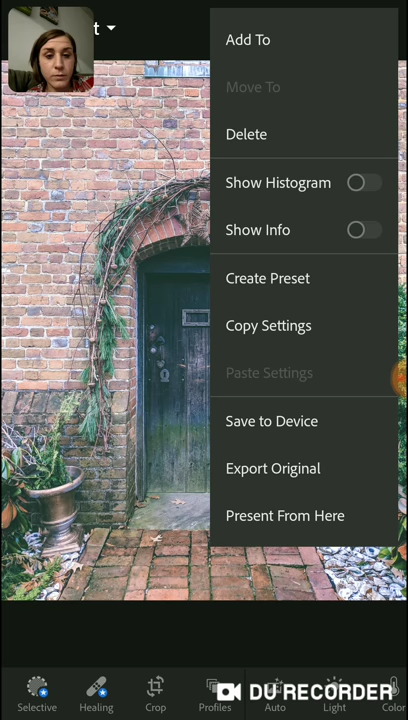 t
Add To
Move To
Delete
Show Histogram
Show Info
Create Preset
Copy Settings
Paste Settings
Save to Device
Export Original
Present From Here
Selective
Healing
Crop
Profiles
Auto
Light
Color
DU RECORDER